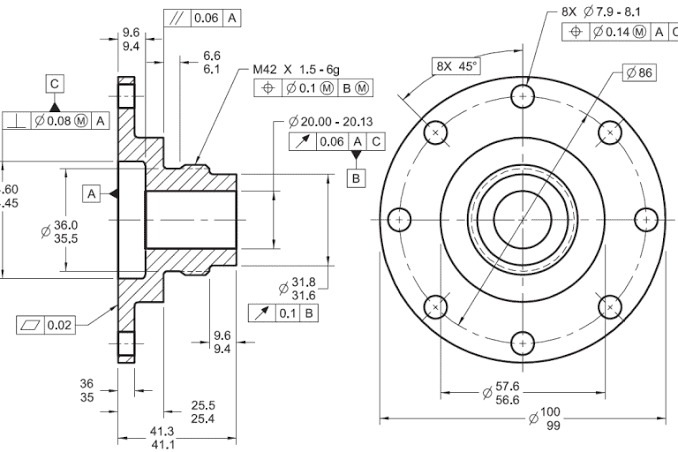 // 0.06 A
9.6
9.4
6.6
6.1
C
⊥ Ø 0.08 Ⓜ A
M42 X 1.5 - 6g
⌖ Ø 0.1 Ⓜ B Ⓜ
Ø 20.00 - 20.13
↗ 0.06 A C
B
.60
.45
A
Ø 36.0
35.5
Ø 31.8
31.6
↗ 0.1 B
⏥ 0.02
9.6
9.4
36
35
25.5
25.4
41.3
41.1
8X Ø 7.9 - 8.1
⌖ Ø 0.14 Ⓜ A C
8X 45°
Ø 86
Ø 57.6
56.6
Ø 100
99